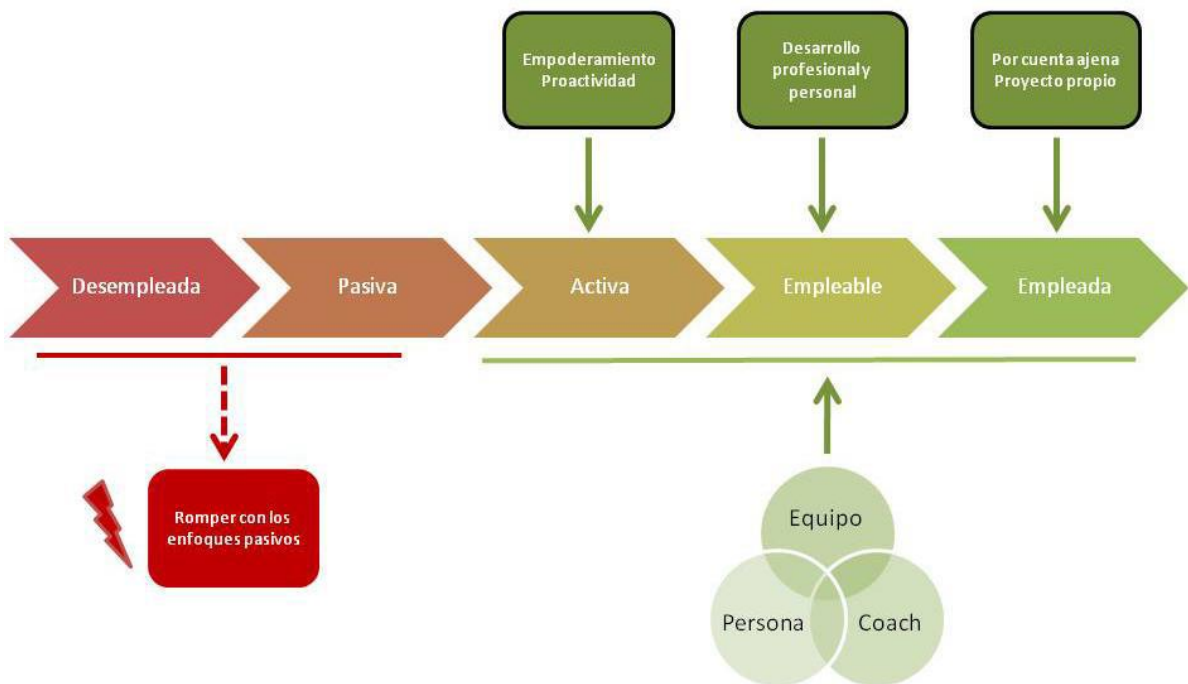 Empoderamiento
Proactividad
Desarrollo
profesional y
personal
Por cuenta ajena
Proyecto propio
Desempleada
Pasiva
Activa
Empleable
Empleada
Romper con los
enfoques pasivos
Equipo
Persona
Coach